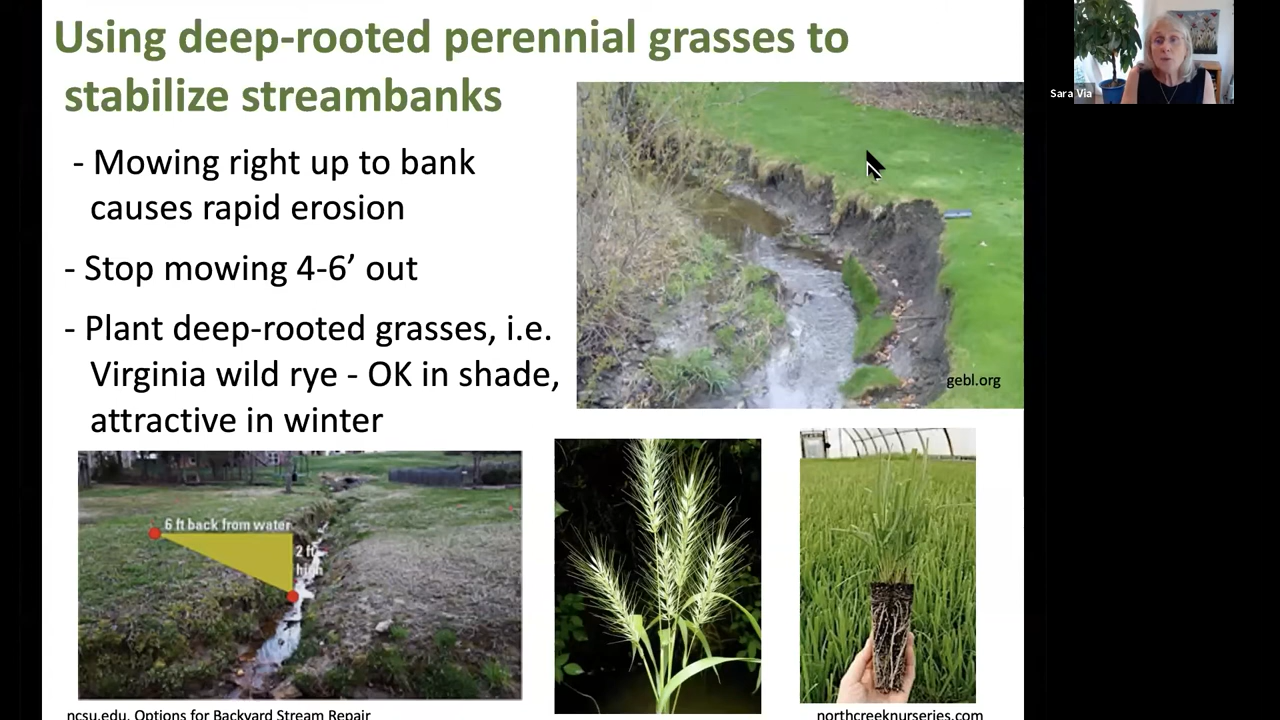 Using deep-rooted perennial grasses to
stabilize streambanks
- Mowing right up to bank
causes rapid erosion
- Stop mowing 4-6’ out
- Plant deep-rooted grasses, i.e.
Virginia wild rye - OK in shade,
attractive in winter
gebl.org
6 ft back from water
2 ft
high
ncsu.edu, Options for Backyard Stream Repair
northcreeknurseries.com
Sara Via